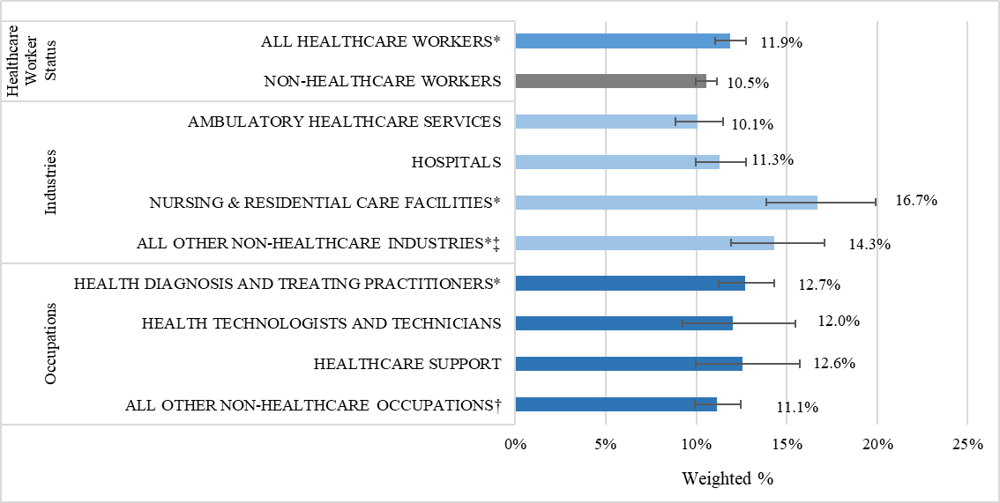 Healthcare
Worker
Status
ALL HEALTHCARE WORKERS*
11.9%
NON-HEALTHCARE WORKERS
10.5%
Industries
AMBULATORY HEALTHCARE SERVICES
10.1%
HOSPITALS
11.3%
NURSING & RESIDENTIAL CARE FACILITIES*
16.7%
ALL OTHER NON-HEALTHCARE INDUSTRIES*‡
14.3%
Occupations
HEALTH DIAGNOSIS AND TREATING PRACTITIONERS*
12.7%
HEALTH TECHNOLOGISTS AND TECHNICIANS
12.0%
HEALTHCARE SUPPORT
12.6%
ALL OTHER NON-HEALTHCARE OCCUPATIONS†
11.1%
0% 5% 10% 15% 20% 25%
Weighted %